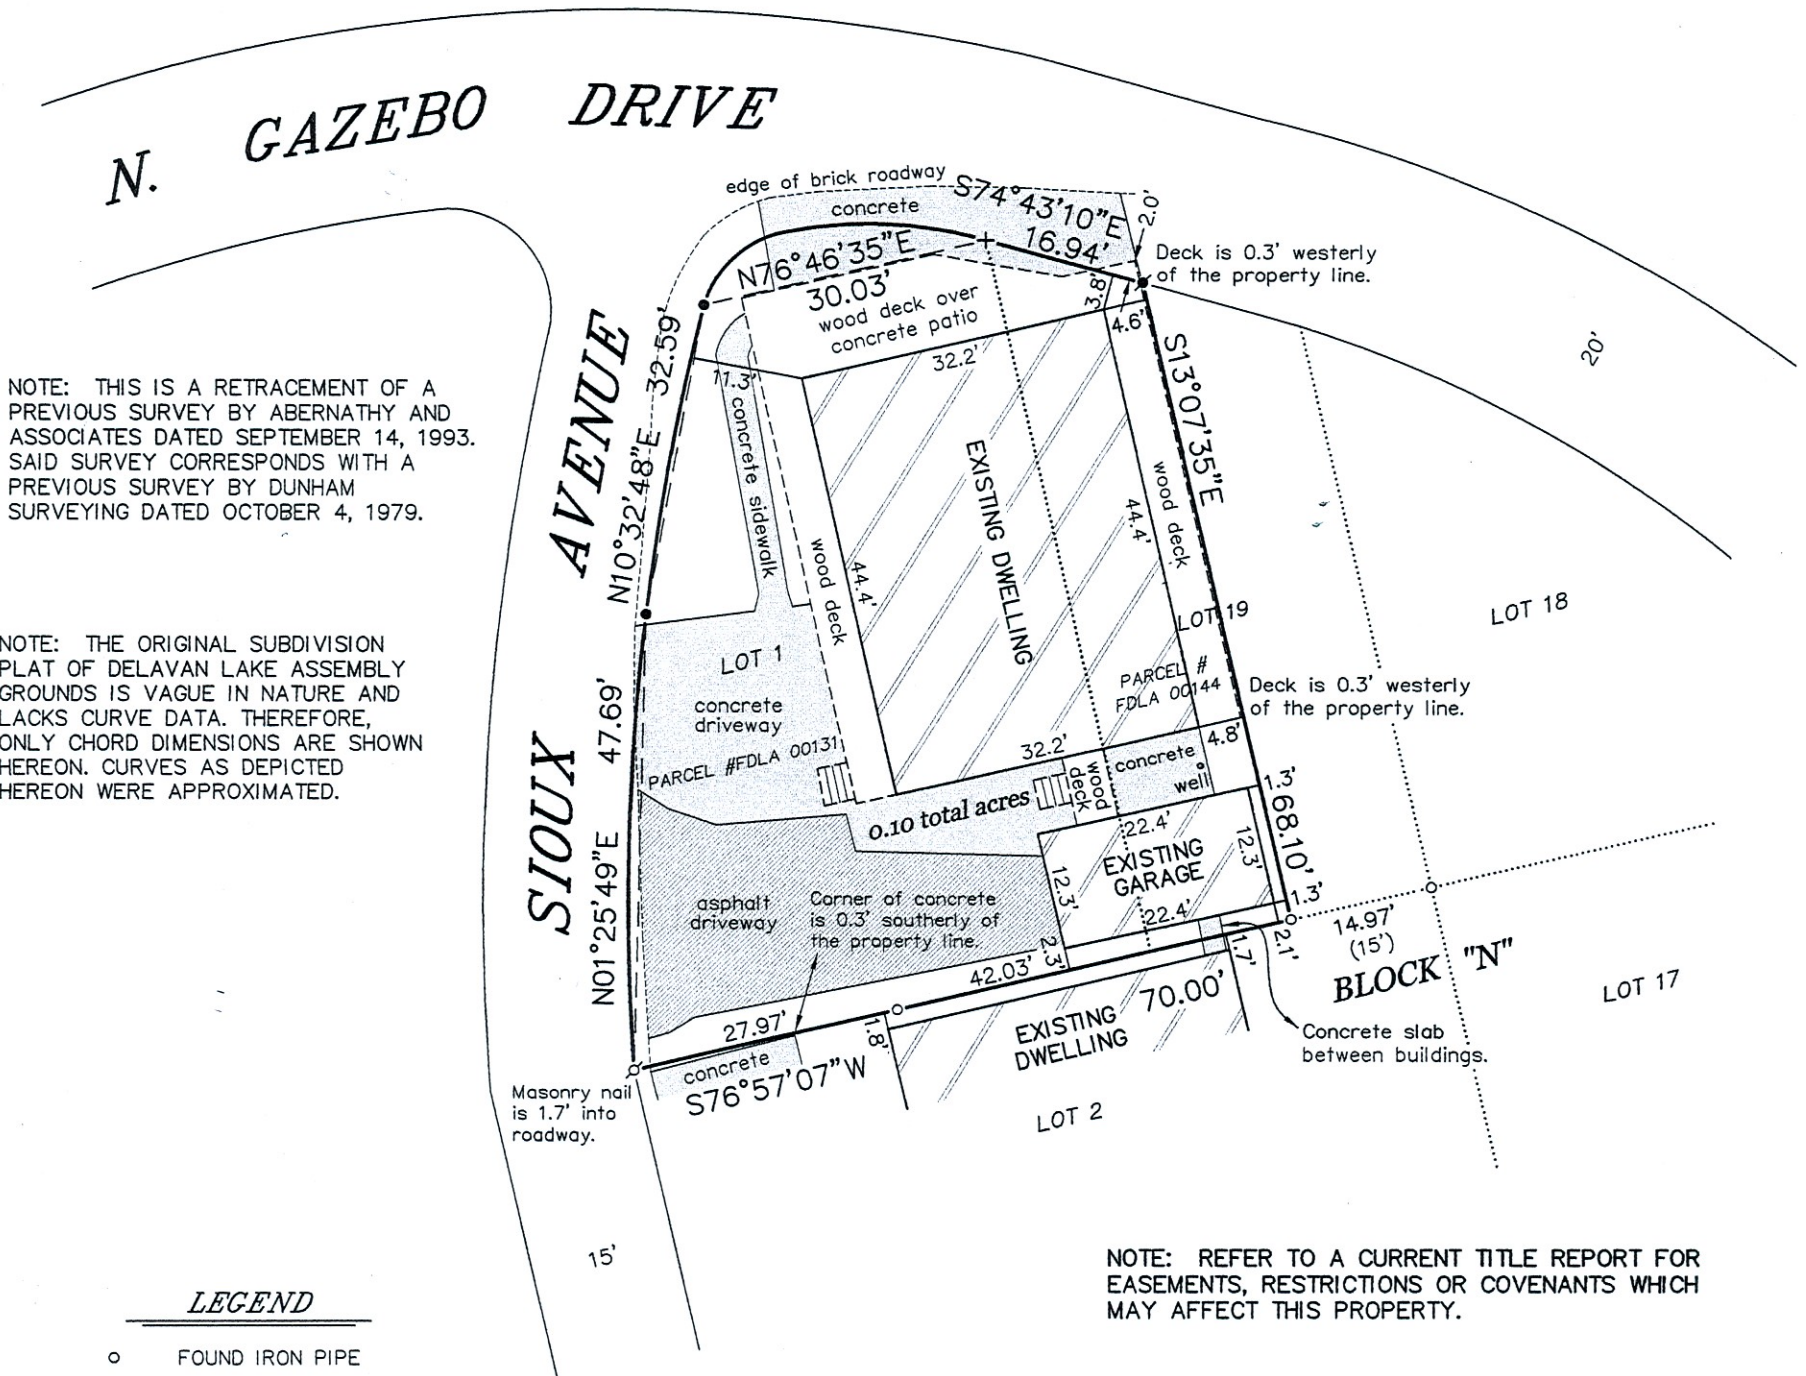 N. GAZEBO DRIVE
edge of brick roadway
concrete
S74°43'10"E
16.94'
2.0'
N76°46'35"E
30.03'
wood deck over
concrete patio
3.8'
4.6'
Deck is 0.3' westerly
of the property line.
20'
SIOUX AVENUE
N10°32'48"E 32.59'
11.3'
32.2'
concrete sidewalk
wood deck
44.4'
EXISTING DWELLING
44.4'
wood deck
S13°07'35"E
68.10'
NOTE: THIS IS A RETRACEMENT OF A
PREVIOUS SURVEY BY ABERNATHY AND
ASSOCIATES DATED SEPTEMBER 14, 1993.
SAID SURVEY CORRESPONDS WITH A
PREVIOUS SURVEY BY DUNHAM
SURVEYING DATED OCTOBER 4, 1979.
NOTE: THE ORIGINAL SUBDIVISION
PLAT OF DELAVAN LAKE ASSEMBLY
GROUNDS IS VAGUE IN NATURE AND
LACKS CURVE DATA. THEREFORE,
ONLY CHORD DIMENSIONS ARE SHOWN
HEREON. CURVES AS DEPICTED
HEREON WERE APPROXIMATED.
LOT 1
concrete
driveway
PARCEL #FDLA 00131
LOT 19
PARCEL #
FDLA 00144
LOT 18
Deck is 0.3' westerly
of the property line.
N01°25'49"E 47.69'
32.2'
wood
deck
concrete
well
4.8'
1.3'
0.10 total acres
22.4'
EXISTING
GARAGE
12.3'
12.3'
22.4'
1.3'
asphalt
driveway
Corner of concrete
is 0.3' southerly of
the property line.
2.3'
42.03'
1.7'
2.1'
14.97'
(15')
BLOCK "N"
LOT 17
27.97'
1.8'
70.00'
EXISTING
DWELLING
concrete
S76°57'07"W
Concrete slab
between buildings.
Masonry nail
is 1.7' into
roadway.
LOT 2
15'
NOTE: REFER TO A CURRENT TITLE REPORT FOR
EASEMENTS, RESTRICTIONS OR COVENANTS WHICH
MAY AFFECT THIS PROPERTY.
LEGEND
FOUND IRON PIPE